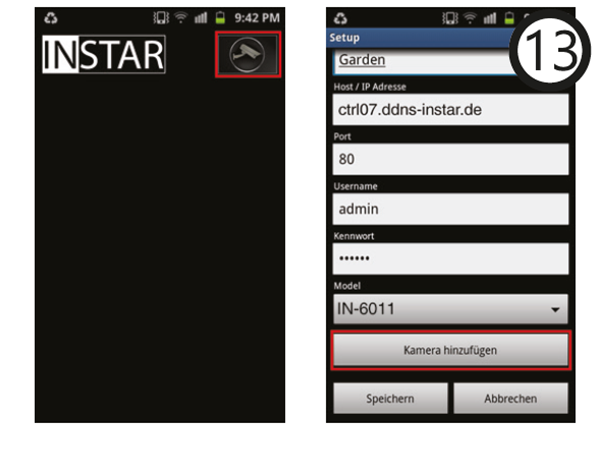 9:42 PM
INSTAR
13
Setup
Garden
Host / IP Adresse
ctrl07.ddns-instar.de
Port
80
Username
admin
Kennwort
••••••
Model
IN-6011
Kamera hinzufügen
Speichern
Abbrechen